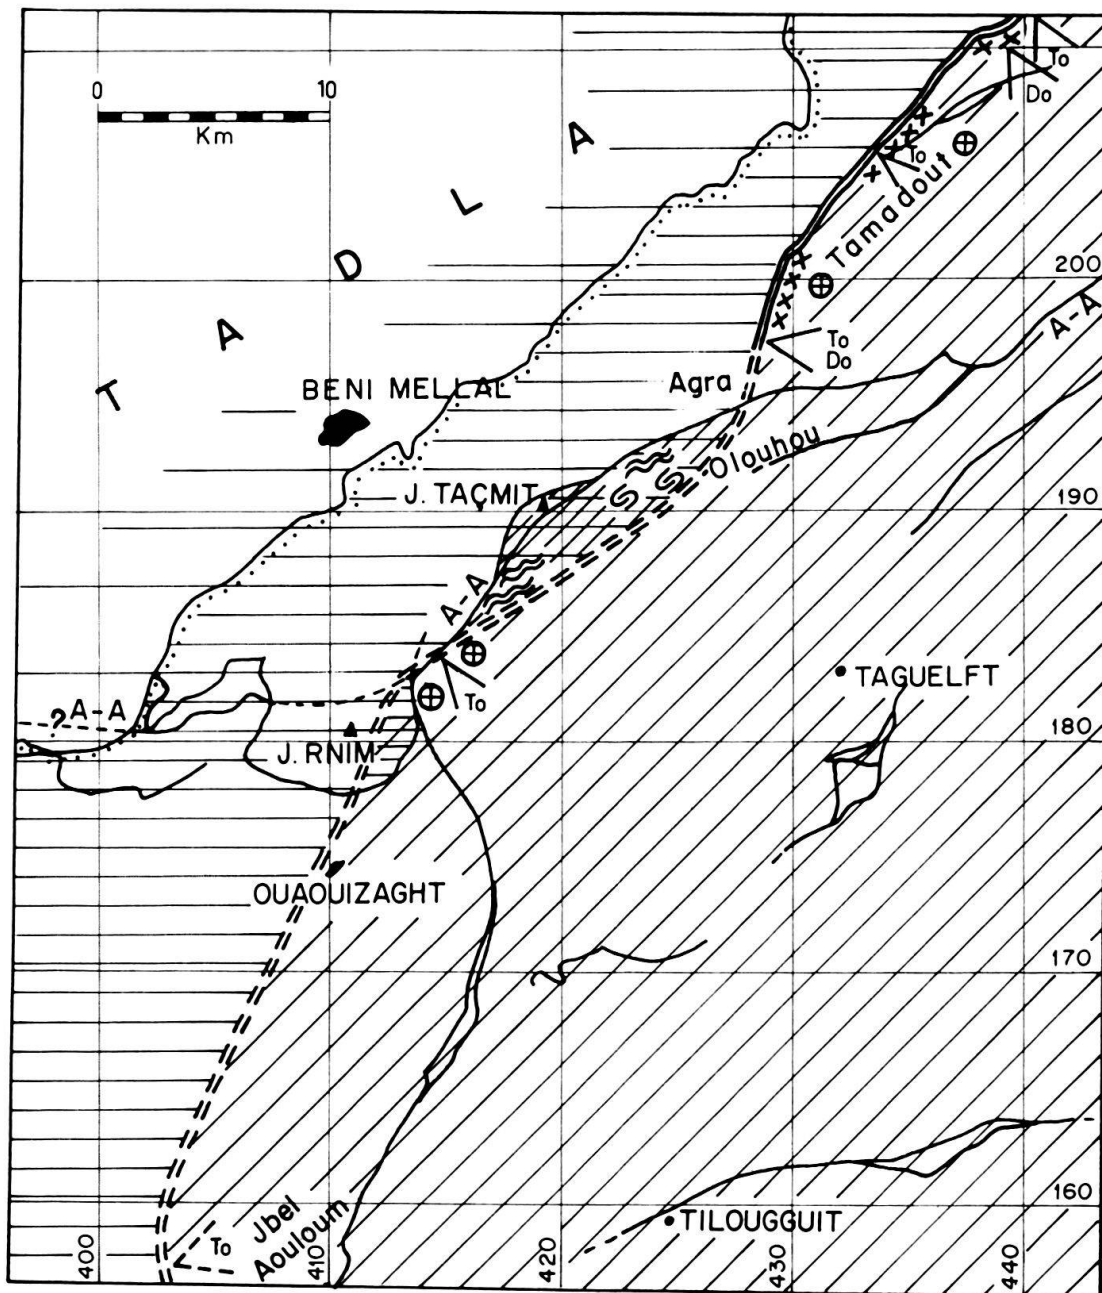 0 10
Km
T A D L A
To
Do
To
Tamadout
200
A-A
To
Do
Agra
BENI MELLAL
Olouhou
J. TAÇMIT
S S
190
A-A
To
TAGUELFT
? A-A
180
J. RNIM
OUAOUIZAGHT
170
160
TILOUGGUIT
To
Jbel
Aouloum
400 410 420 430 440